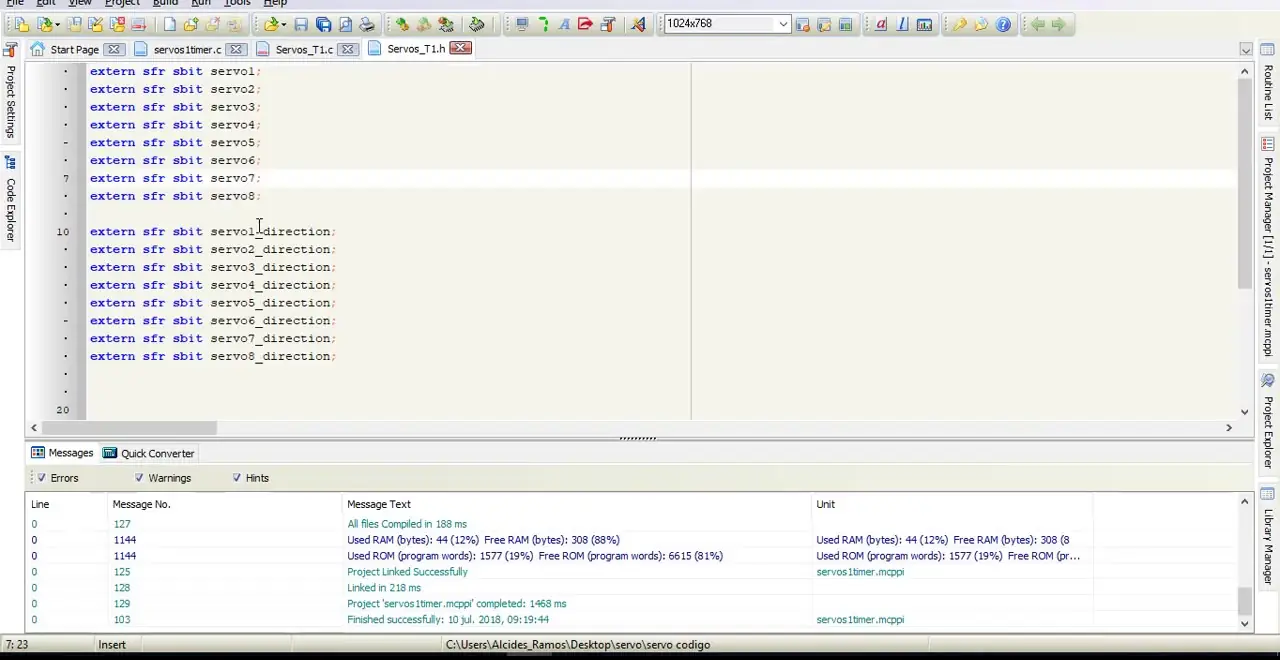 File Edit View Project Build Run Tools Help
1024x768
Start Page servos1timer.c Servos_T1.c Servos_T1.h
Project Settings
Code Explorer
extern sfr sbit servo1;
extern sfr sbit servo2;
extern sfr sbit servo3;
extern sfr sbit servo4;
extern sfr sbit servo5;
extern sfr sbit servo6;
7 extern sfr sbit servo7;
extern sfr sbit servo8;
10 extern sfr sbit servo1_direction;
extern sfr sbit servo2_direction;
extern sfr sbit servo3_direction;
extern sfr sbit servo4_direction;
extern sfr sbit servo5_direction;
extern sfr sbit servo6_direction;
extern sfr sbit servo7_direction;
extern sfr sbit servo8_direction;
20
Routine List
Project Manager [1/1] - servos1timer.mcppi
Project Explorer
Library Manager
Messages Quick Converter
Errors Warnings Hints
Line Message No. Message Text Unit
0 127 All files Compiled in 188 ms
0 1144 Used RAM (bytes): 44 (12%) Free RAM (bytes): 308 (88%) Used RAM (bytes): 44 (12%) Free RAM (bytes): 308 (8
0 1144 Used ROM (program words): 1577 (19%) Free ROM (program words): 6615 (81%) Used ROM (program words): 1577 (19%) Free ROM (pr...
0 125 Project Linked Successfully servos1timer.mcppi
0 128 Linked in 218 ms
0 129 Project 'servos1timer.mcppi' completed: 1468 ms
0 103 Finished successfully: 10 jul. 2018, 09:19:44 servos1timer.mcppi
7: 23 Insert C:\Users\Alcides_Ramos\Desktop\servo\servo codigo